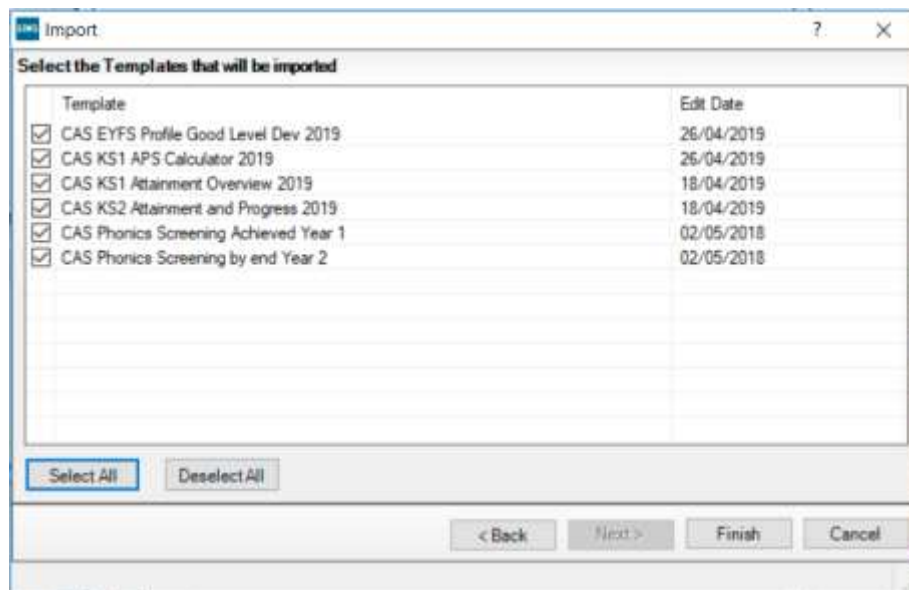 SIMS Import ?
Select the Templates that will be imported
Template Edit Date
CAS EYFS Profile Good Level Dev 2019 26/04/2019
CAS KS1 APS Calculator 2019 26/04/2019
CAS KS1 Attainment Overview 2019 18/04/2019
CAS KS2 Attainment and Progress 2019 18/04/2019
CAS Phonics Screening Achieved Year 1 02/05/2018
CAS Phonics Screening by end Year 2 02/05/2018
Select All Deselect All
< Back Next > Finish Cancel